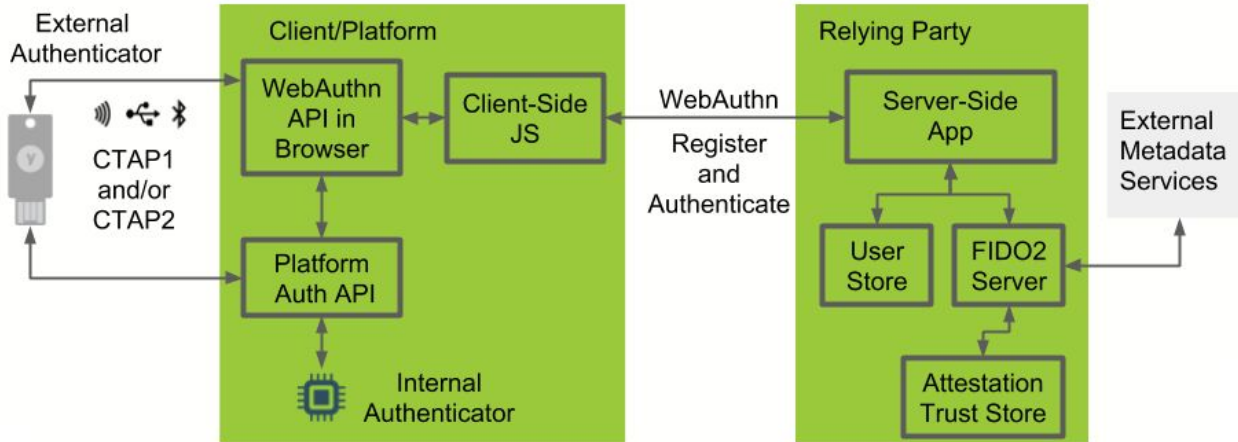 External
Authenticator
CTAP1
and/or
CTAP2
Client/Platform
WebAuthn
API in
Browser
Client-Side
JS
Platform
Auth API
Internal
Authenticator
WebAuthn
Register
and
Authenticate
Relying Party
Server-Side
App
User
Store
FIDO2
Server
Attestation
Trust Store
External
Metadata
Services